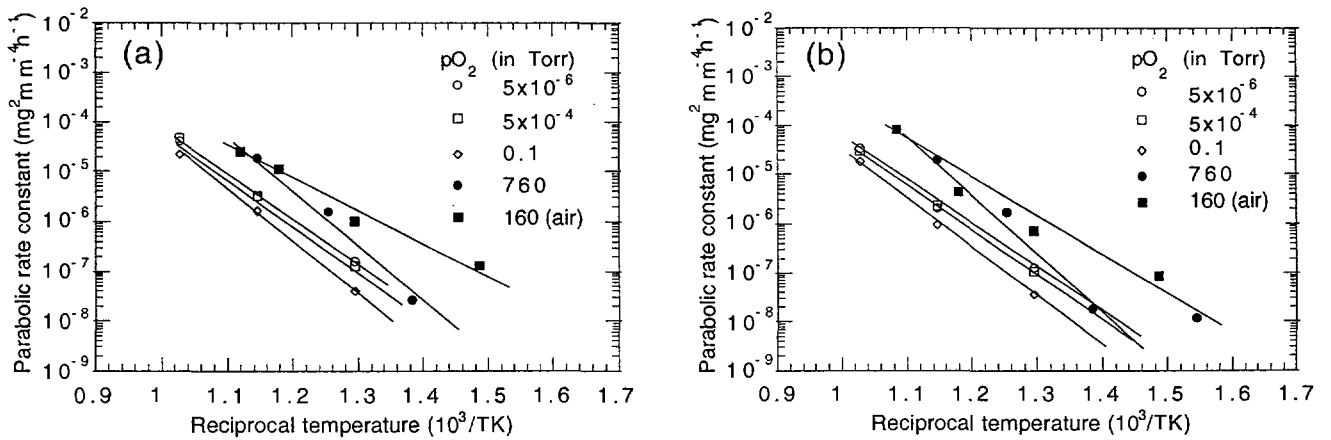 (a)
pO2 (in Torr)
5x10-6
5x10-4
0.1
760
160 (air)
10-2
10-3
10-4
10-5
10-6
10-7
10-8
10-9
0.9 1 1.1 1.2 1.3 1.4 1.5 1.6 1.7
Parabolic rate constant (mg2m m-4h-1)
Reciprocal temperature (103/TK)
(b)
pO2 (in Torr)
5x10-6
5x10-4
0.1
760
160 (air)
10-2
10-3
10-4
10-5
10-6
10-7
10-8
10-9
0.9 1 1.1 1.2 1.3 1.4 1.5 1.6 1.7
Parabolic rate constant (mg2 m m-4h-1)
Reciprocal temperature (103/TK)